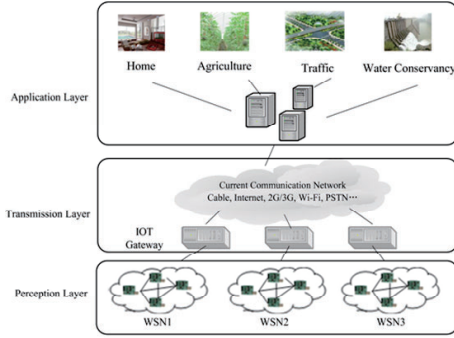 Home
Agriculture
Traffic
Water Conservancy
Application Layer
Current Communication Network
Cable, Internet, 2G/3G, Wi-Fi, PSTN···
Transmission Layer
IOT
Gateway
Perception Layer
WSN1
WSN2
WSN3